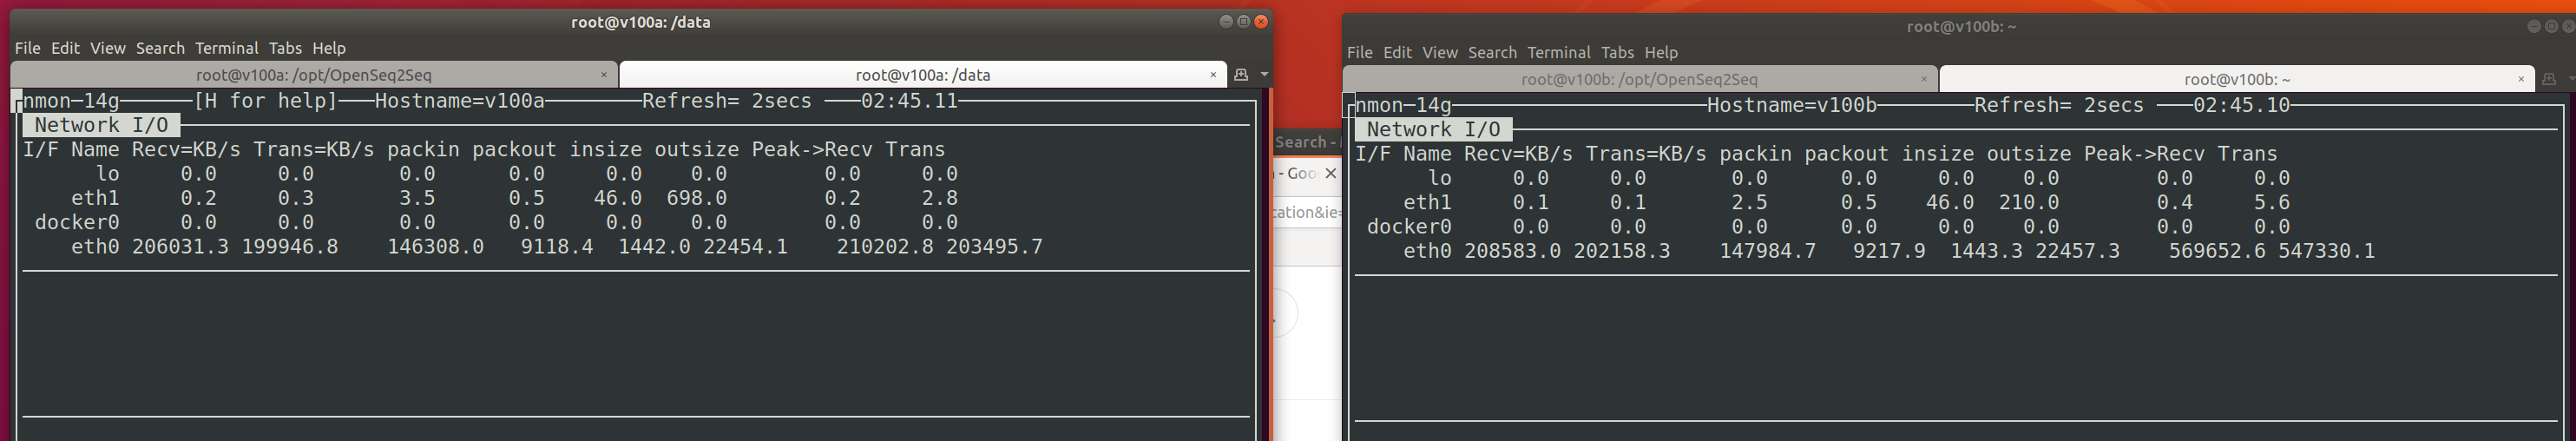 root@v100a: /data
File Edit View Search Terminal Tabs Help
root@v100a: /opt/OpenSeq2Seq × root@v100a: /data ×
nmon─14g──────[H for help]───Hostname=v100a────────Refresh= 2secs ───02:45.11
Network I/O
I/F Name Recv=KB/s Trans=KB/s packin packout insize outsize Peak->Recv Trans
lo 0.0 0.0 0.0 0.0 0.0 0.0 0.0 0.0
eth1 0.2 0.3 3.5 0.5 46.0 698.0 0.2 2.8
docker0 0.0 0.0 0.0 0.0 0.0 0.0 0.0 0.0
eth0 206031.3 199946.8 146308.0 9118.4 1442.0 22454.1 210202.8 203495.7
Search -
- Goo ×
cation&ie=
root@v100b: ~
File Edit View Search Terminal Tabs Help
root@v100b: /opt/OpenSeq2Seq × root@v100b: ~ ×
nmon─14g─────────────────────Hostname=v100b────────Refresh= 2secs ───02:45.10
Network I/O
I/F Name Recv=KB/s Trans=KB/s packin packout insize outsize Peak->Recv Trans
lo 0.0 0.0 0.0 0.0 0.0 0.0 0.0 0.0
eth1 0.1 0.1 2.5 0.5 46.0 210.0 0.4 5.6
docker0 0.0 0.0 0.0 0.0 0.0 0.0 0.0 0.0
eth0 208583.0 202158.3 147984.7 9217.9 1443.3 22457.3 569652.6 547330.1